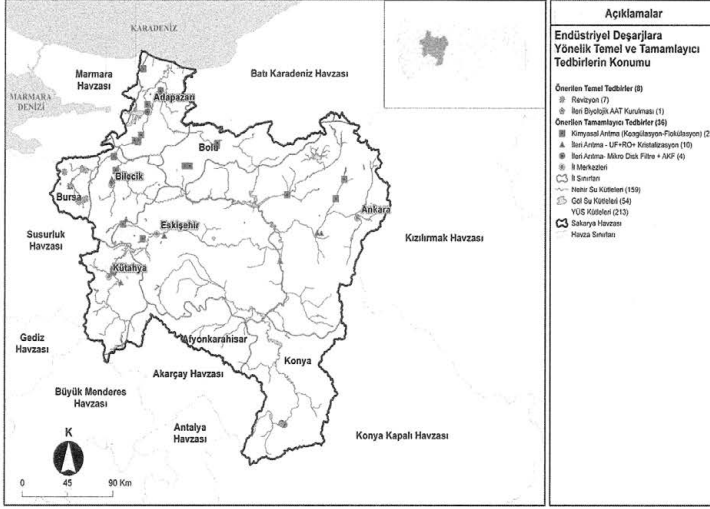 KARADENİZ
Marmara
Havzası
Batı Karadeniz Havzası
MARMARA
DENİZİ
Adapazarı
Bolu
Bilecik
Bursa
Ankara
Eskişehir
Susurluk
Havzası
Kızılırmak Havzası
Kütahya
Gediz
Havzası
Afyonkarahisar
Konya
Akarçay Havzası
Büyük Menderes
Havzası
Antalya
Havzası
Konya Kapalı Havzası
K
0 45 90 Km
Açıklamalar
Endüstriyel Deşarjlara
Yönelik Temel ve Tamamlayıcı
Tedbirlerin Konumu
Önerilen Temel Tedbirler (8)
Revizyon (7)
İleri Biyolojik AAT Kurulması (1)
Önerilen Tamamlayıcı Tedbirler (36)
Kimyasal Arıtma (Koagülasyon-Flokülasyon) (2
İleri Arıtma - UF+RO+ Kristalizasyon (10)
İleri Arıtma- Mikro Disk Filtre + AKF (4)
İl Merkezleri
İl Sınırları
Nehir Su Kütleleri (159)
Göl Su Kütleleri (54)
YÜS Kütleleri (213)
Sakarya Havzası
Havza Sınırları